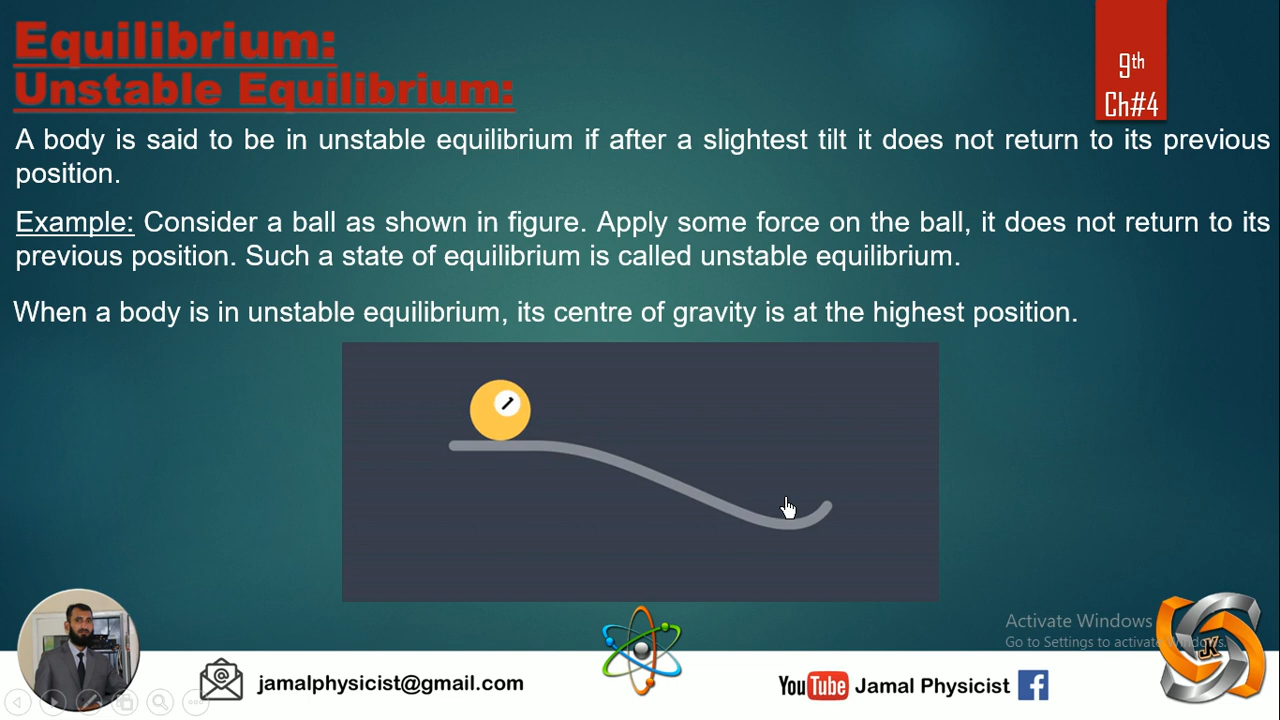 Equilibrium:
Unstable Equilibrium:
9th
Ch#4
A body is said to be in unstable equilibrium if after a slightest tilt it does not return to its previous
position.
Example: Consider a ball as shown in figure. Apply some force on the ball, it does not return to its
previous position. Such a state of equilibrium is called unstable equilibrium.
When a body is in unstable equilibrium, its centre of gravity is at the highest position.
1
Activate Windows
Go to Settings to activate Windows.
JK
jamalphysicist@gmail.com
YouTube Jamal Physicist f